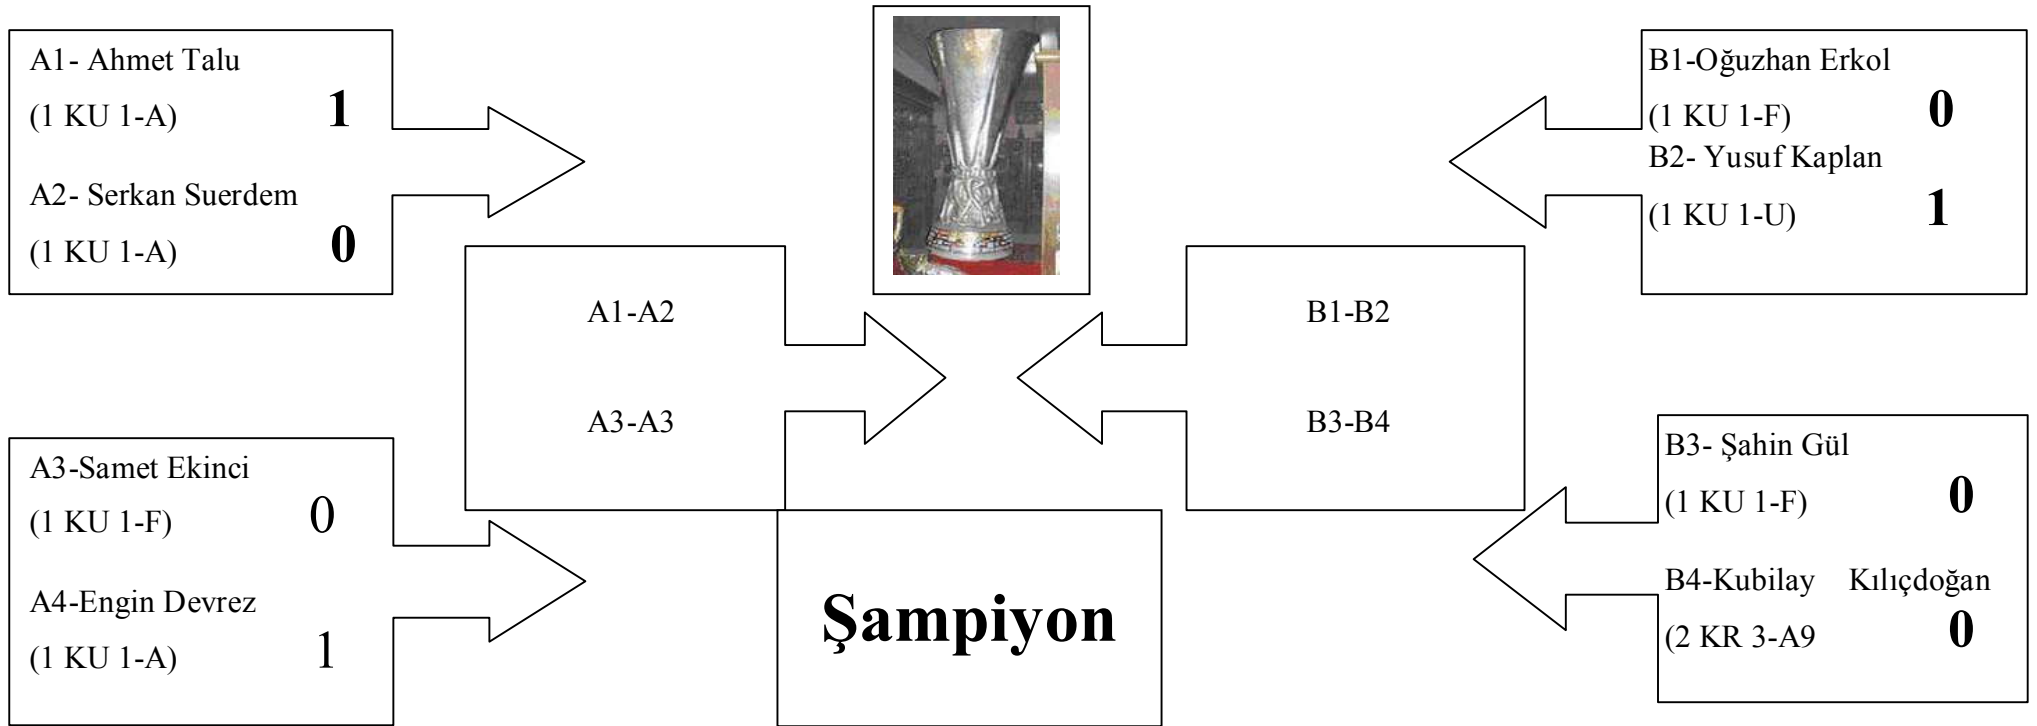 A1- Ahmet Talu
(1 KU 1-A) 1
A2- Serkan Suerdem
(1 KU 1-A) 0
A3-Samet Ekinci
(1 KU 1-F) 0
A4-Engin Devrez
(1 KU 1-A) 1
A1-A2
A3-A3
Şampiyon
B1-B2
B3-B4
B1-Oğuzhan Erkol
(1 KU 1-F) 0
B2- Yusuf Kaplan
(1 KU 1-U) 1
B3- Şahin Gül
(1 KU 1-F) 0
B4-Kubilay Kılıçdoğan
(2 KR 3-A9 0